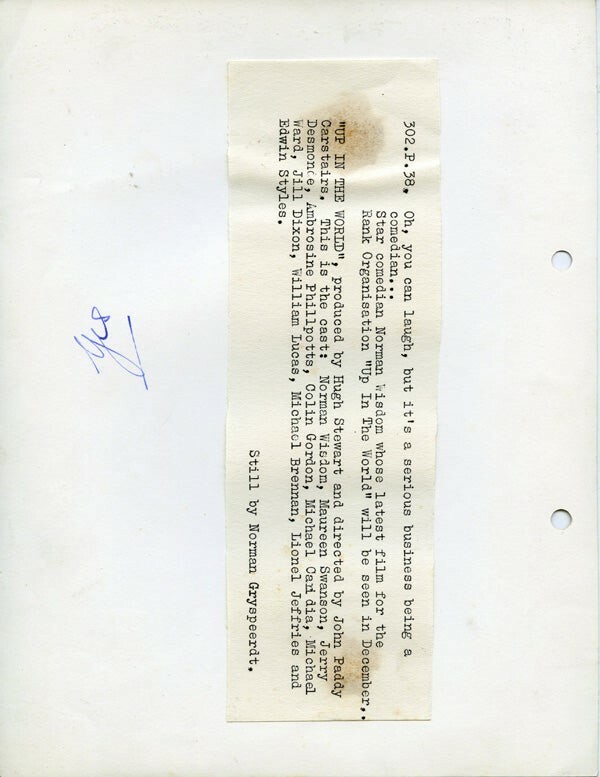 302.P.38. Oh, you can laugh, but it's a serious business being a
comedian...
Star comedian Norman Wisdom whose latest film for the
Rank Organisation "Up In The World" will be seen in December,.
"UP IN THE WORLD", produced by Hugh Stewart and directed by John Paddy
Carstairs. This is the cast: Norman Wisdom, Maureen Swanson, Jerry
Desmonde, Ambrosine Phillpotts, Colin Gordon, Michael Cari dia, Michael
Ward, Jill Dixon, William Lucas, Michael Brennan, Lionel Jeffries and
Edwin Styles.
Still by Norman Gryspeerdt.
yes